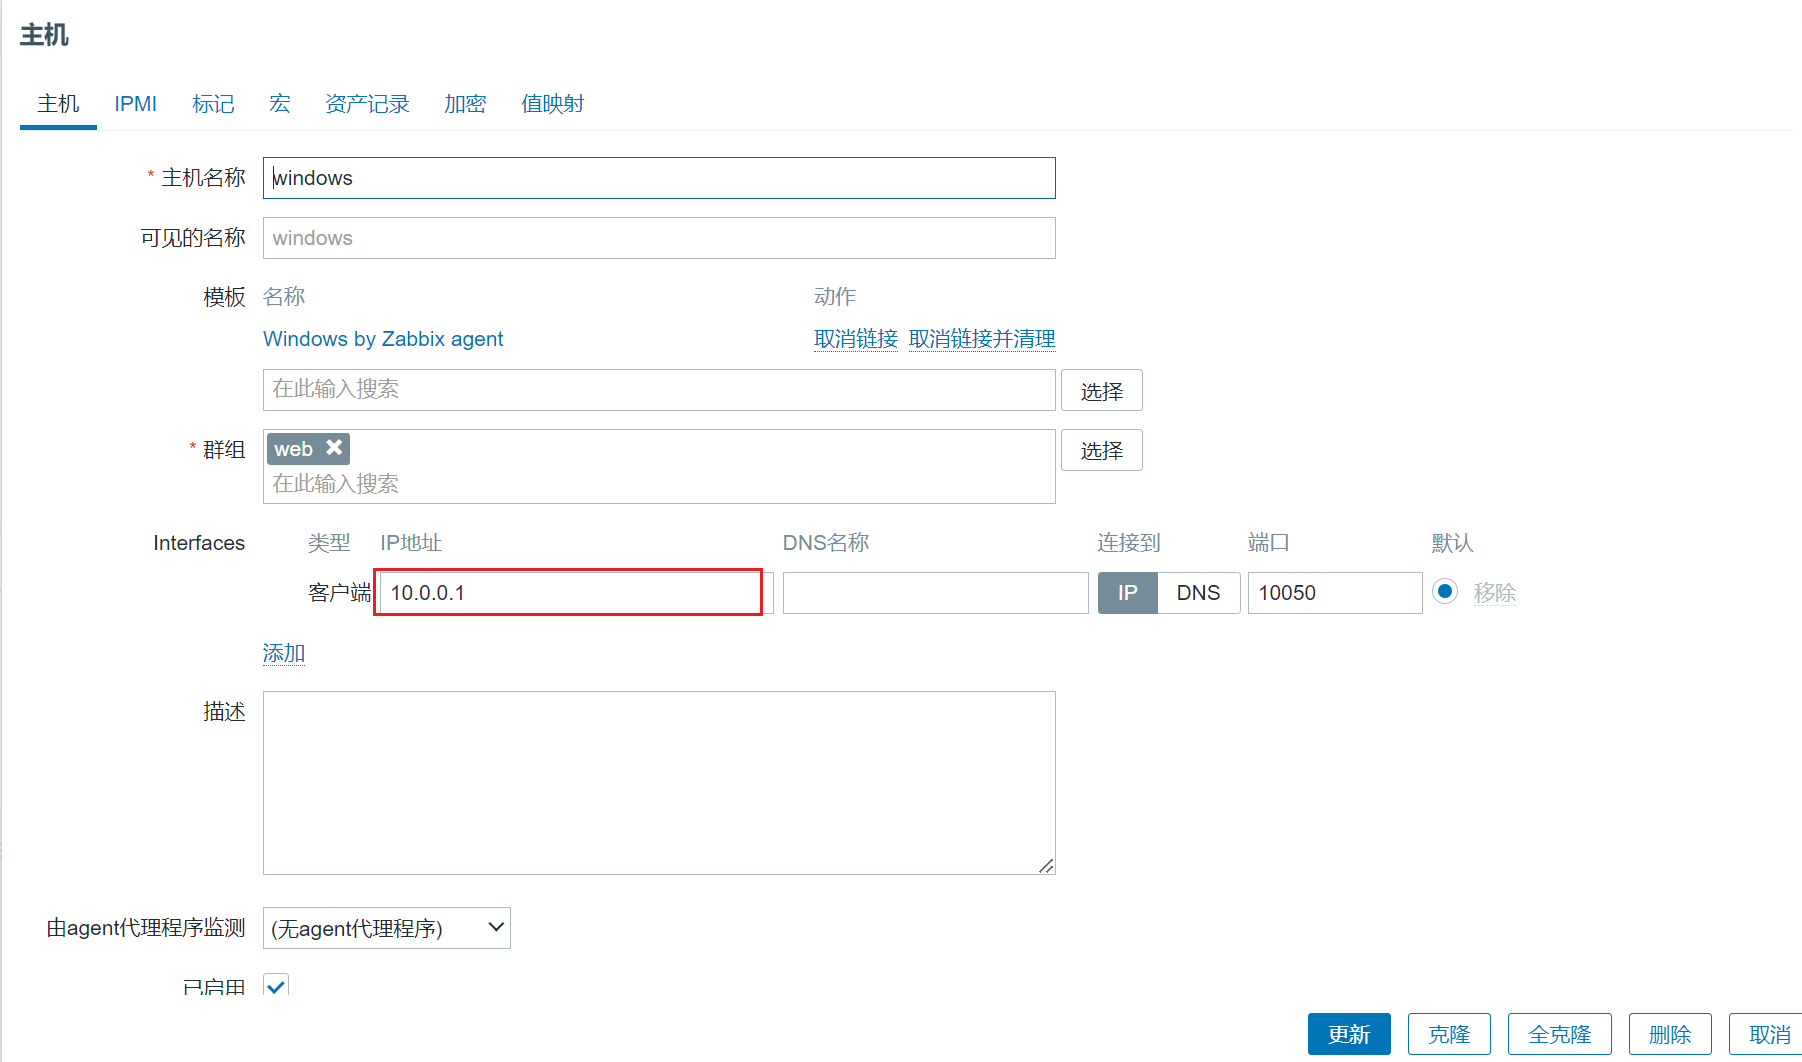 主机
主机 IPMI 标记 宏 资产记录 加密 值映射
* 主机名称 windows
可见的名称 windows
模板 名称 动作
Windows by Zabbix agent 取消链接 取消链接并清理
在此输入搜索 选择
* 群组 web 选择
在此输入搜索
Interfaces 类型 IP地址 DNS名称 连接到 端口 默认
客户端 10.0.0.1 IP DNS 10050 移除
添加
描述
由agent代理程序监测 (无agent代理程序)
已启用
更新 克隆 全克隆 删除 取消